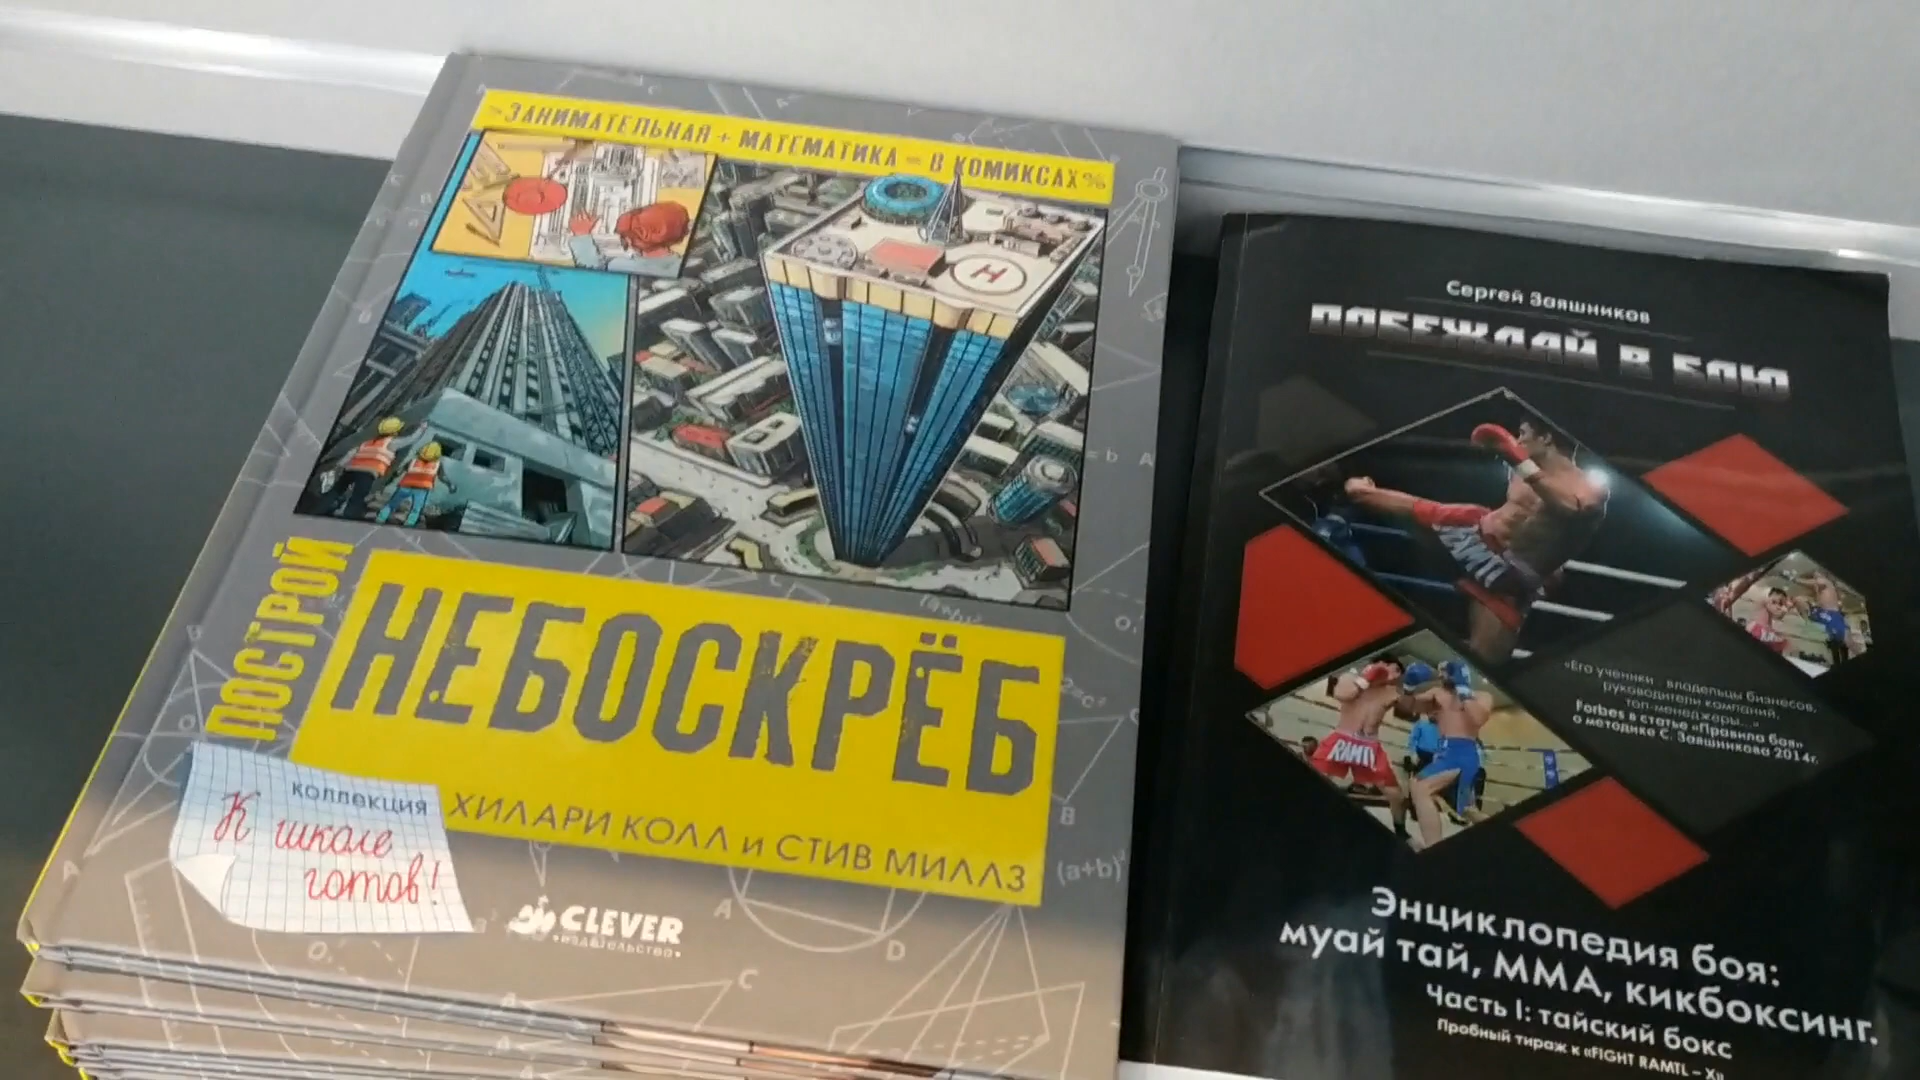 ЗАНИМАТЕЛЬНАЯ + МАТЕМАТИКА = В КОМИКСАХ %
H
ПОСТРОЙ
НЕБОСКРЁБ
ХИЛАРИ КОЛЛ и СТИВ МИЛЛЗ
КОЛЛЕКЦИЯ
К школе
готов!
CLEVER
•издательство•
(a+b)²
Сергей Заяшников
ПОБЕЖДАЙ В БОЮ
RAMTL
RAMTL
«Его ученики - владельцы бизнесов,
руководители компаний,
топ-менеджеры...»
Forbes в статье «Правила боя»
о методике С. Заяшникова 2014г.
Энциклопедия боя:
муай тай, ММА, кикбоксинг.
Часть I: тайский бокс
Пробный тираж к «FIGHT RAMTL – X»